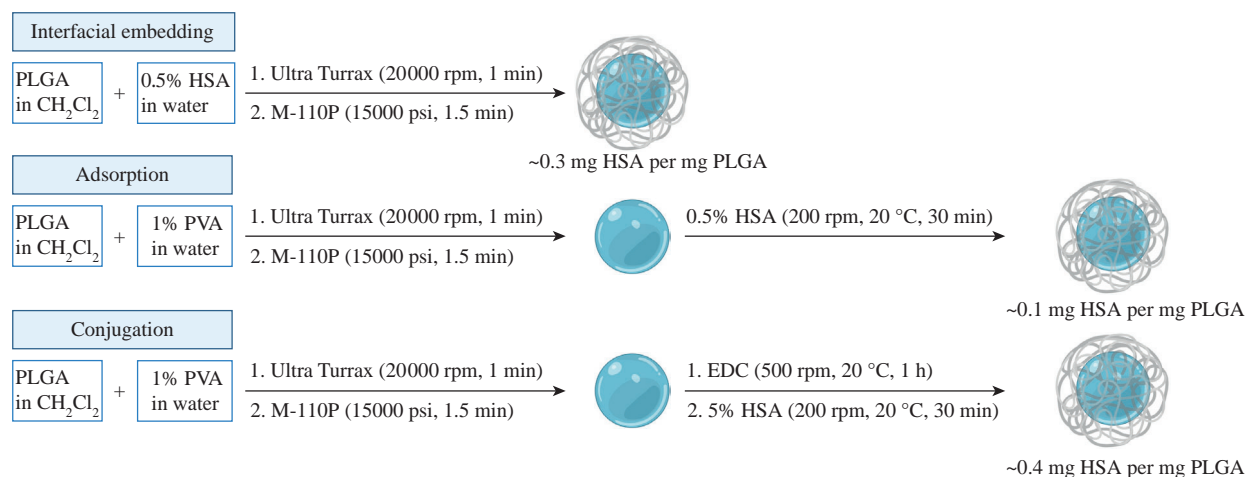 Interfacial embedding
PLGA
in CH₂Cl₂
+
0.5% HSA
in water
1. Ultra Turrax (20000 rpm, 1 min)
2. M-110P (15000 psi, 1.5 min)
~0.3 mg HSA per mg PLGA
Adsorption
PLGA
in CH₂Cl₂
+
1% PVA
in water
1. Ultra Turrax (20000 rpm, 1 min)
2. M-110P (15000 psi, 1.5 min)
0.5% HSA (200 rpm, 20 °C, 30 min)
~0.1 mg HSA per mg PLGA
Conjugation
PLGA
in CH₂Cl₂
+
1% PVA
in water
1. Ultra Turrax (20000 rpm, 1 min)
2. M-110P (15000 psi, 1.5 min)
1. EDC (500 rpm, 20 °C, 1 h)
2. 5% HSA (200 rpm, 20 °C, 30 min)
~0.4 mg HSA per mg PLGA